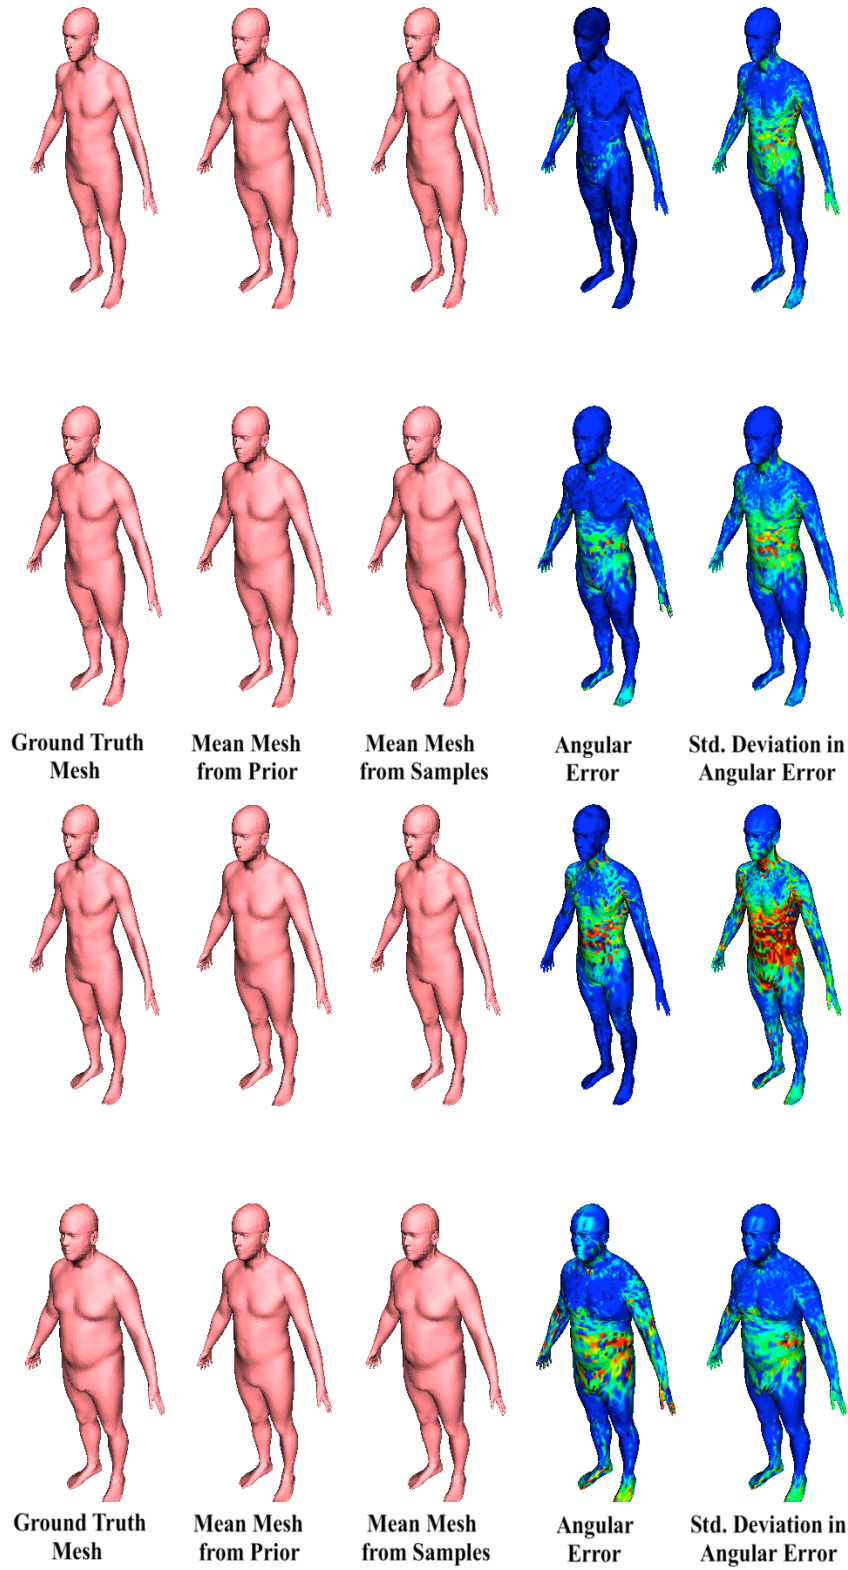 Ground Truth Mesh
Mean Mesh from Prior
Mean Mesh from Samples
Angular Error
Std. Deviation in Angular Error
Ground Truth Mesh
Mean Mesh from Prior
Mean Mesh from Samples
Angular Error
Std. Deviation in Angular Error